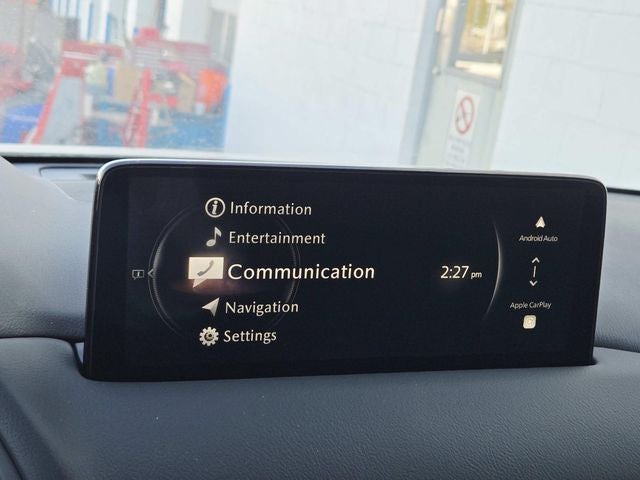 Information
Entertainment
Communication
Navigation
Settings
2:27 pm
Android Auto
Apple CarPlay